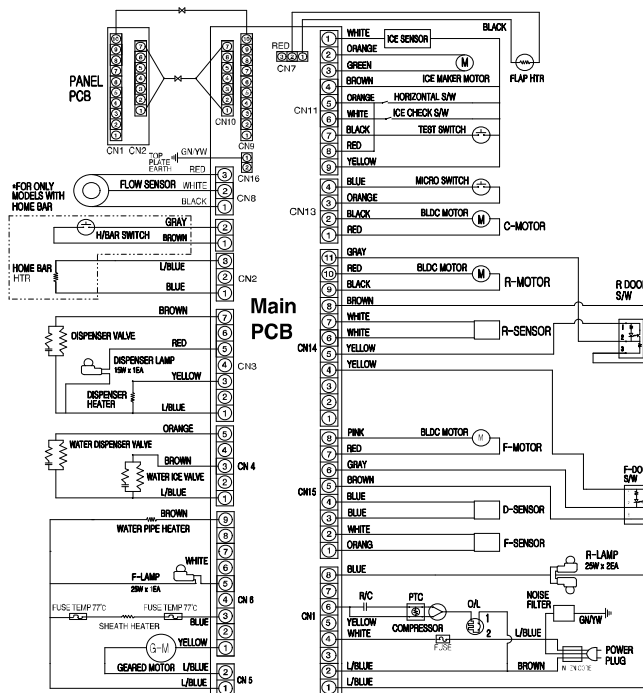 PANEL PCB
CN1 CN2
CN10
CN9
TOP PLATE EARTH
GN/YW
CN16
RED
*FOR ONLY MODELS WITH HOME BAR
FLOW SENSOR
WHITE
BLACK
CN8
GRAY
H/BAR SWITCH
BROWN
HOME BAR HTR
L/BLUE
BLUE
CN2
BROWN
DISPENSER VALVE
RED
DISPENSER LAMP
15W x 1EA
YELLOW
DISPENSER HEATER
L/BLUE
CN3
ORANGE
WATER DISPENSER VALVE
BROWN
WATER ICE VALVE
L/BLUE
CN 4
BROWN
WATER PIPE HEATER
WHITE
F-LAMP
25W x 1EA
FUSE TEMP 77°C
FUSE TEMP 77°C
SHEATH HEATER
BLUE
CN 6
YELLOW
G-M
GEARED MOTOR
L/BLUE
L/BLUE
CN 5
Main PCB
RED
CN7
BLACK
FLAP HTR
WHITE
ICE SENSOR
ORANGE
GREEN
M
BROWN
ICE MAKER MOTOR
CN11
ORANGE
HORIZONTAL S/W
WHITE
ICE CHECK S/W
BLACK
TEST SWITCH
RED
YELLOW
BLUE
MICRO SWITCH
ORANGE
CN13
BLACK
BLDC MOTOR
M
C-MOTOR
RED
GRAY
RED
BLDC MOTOR
M
R-MOTOR
BLACK
BROWN
R DOO
S/W
WHITE
R-SENSOR
WHITE
CN14
YELLOW
YELLOW
PINK
BLDC MOTOR
M
F-MOTOR
RED
GRAY
F-DO
S/W
BROWN
CN15
BLUE
D-SENSOR
BLUE
WHITE
F-SENSOR
ORANG
BLUE
R-LAMP
25W x 2EA
R/C
PTC
O/L
1
2
COMPRESSOR
NOISE FILTER
GN/YW
CN1
YELLOW
WHITE
FUSE
L/BLUE
POWER PLUG
L/BLUE
BROWN
L/BLUE